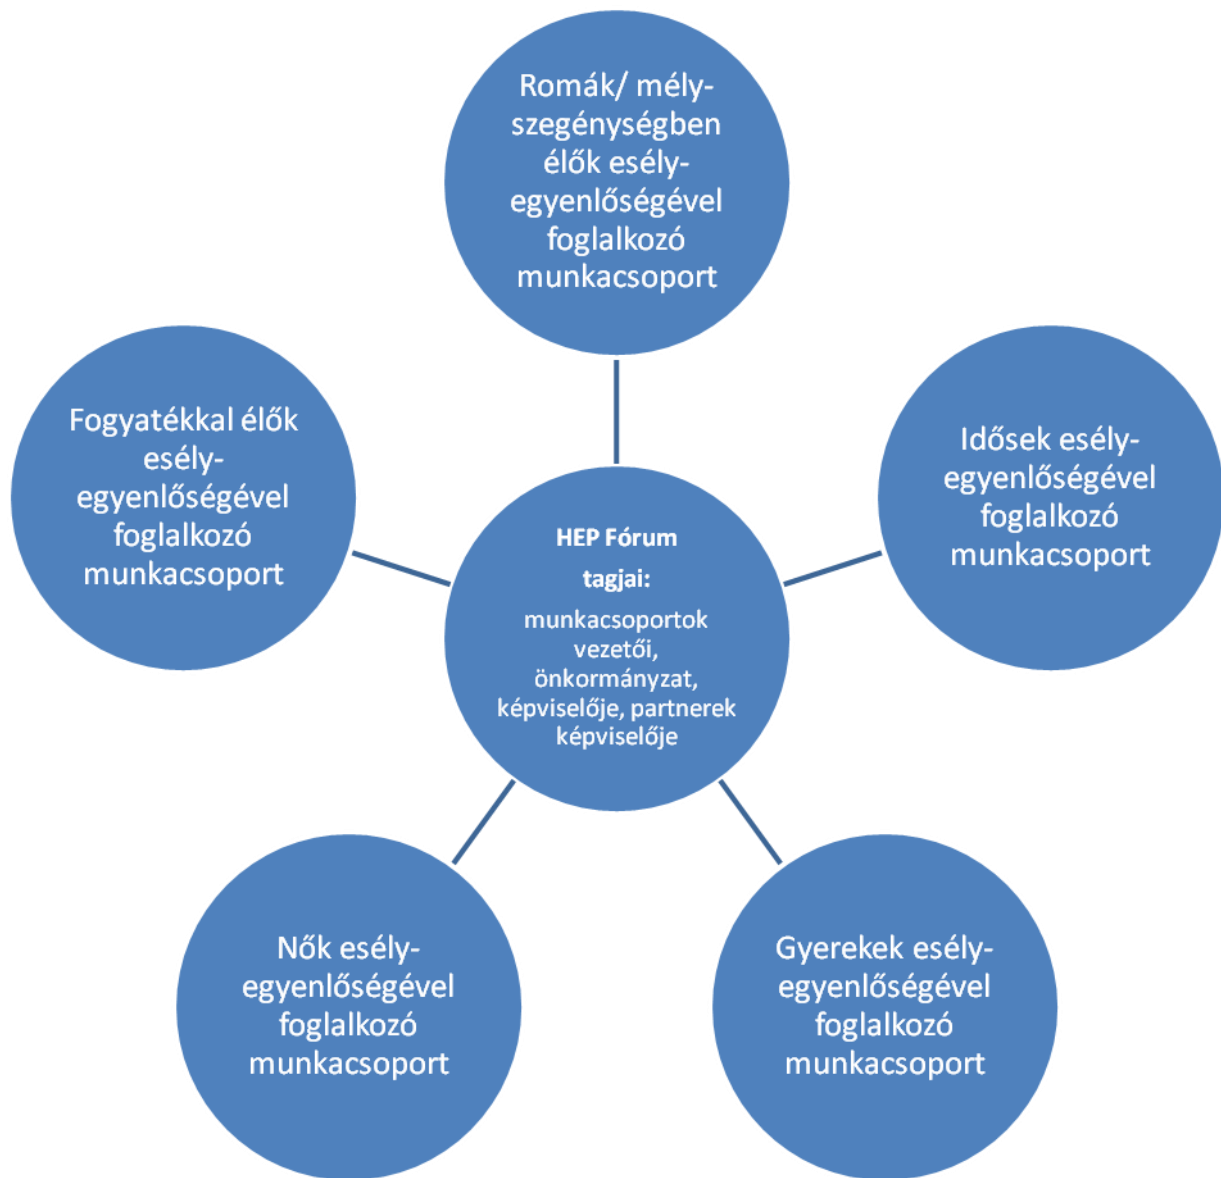 Romák/ mély-
szegénységben
élők esély-
egyenlőségével
foglalkozó
munkacsoport
Fogyatékkal élők
esély-
egyenlőségével
foglalkozó
munkacsoport
Idősek esély-
egyenlőségével
foglalkozó
munkacsoport
HEP Fórum
tagjai:
munkacsoportok
vezetői,
önkormányzat,
képviselője, partnerek
képviselője
Nők esély-
egyenlőségével
foglalkozó
munkacsoport
Gyerekek esély-
egyenlőségével
foglalkozó
munkacsoport